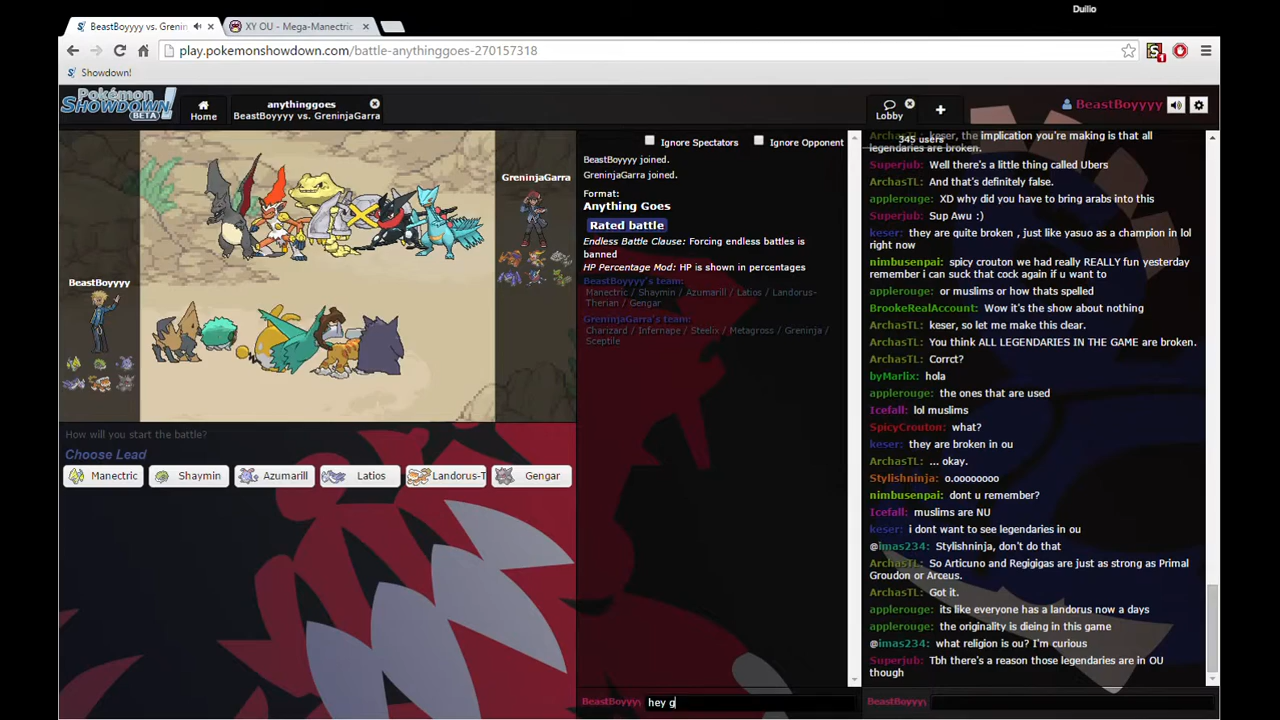 Duilio
BeastBoyyyy vs. Grenin
XY OU - Mega-Manectric
play.pokemonshowdown.com/battle-anythinggoes-270157318
Showdown!
Pokémon
SHOWDOWN!
BETA
Home
anythinggoes
BeastBoyyyy vs. GreninjaGarra
Lobby
BeastBoyyyy
GreninjaGarra
BeastBoyyyy
How will you start the battle?
Choose Lead
Manectric
Shaymin
Azumarill
Latios
Landorus-T
Gengar
Ignore Spectators
Ignore Opponent
BeastBoyyyy joined.
GreninjaGarra joined.
Format:
Anything Goes
Rated battle
Endless Battle Clause: Forcing endless battles is
banned
HP Percentage Mod: HP is shown in percentages
BeastBoyyyy's team:
Manectric / Shaymin / Azumarill / Latios / Landorus-
Therian / Gengar
GreninjaGarra's team:
Charizard / Infernape / Steelix / Metagross / Greninja /
Sceptile
BeastBoyyyy: hey g
345 users
ArchasTL: keser, the implication you're making is that all
legendaries are broken.
Superjub: Well there's a little thing called Ubers
ArchasTL: And that's definitely false.
applerouge: XD why did you have to bring arabs into this
Superjub: Sup Awu :)
keser: they are quite broken , just like yasuo as a champion in lol
right now
nimbusenpai: spicy crouton we had really REALLY fun yesterday
remember i can suck that cock again if u want to
applerouge: or muslims or how thats spelled
BrookeRealAccount: Wow it's the show about nothing
ArchasTL: keser, so let me make this clear.
ArchasTL: You think ALL LEGENDARIES IN THE GAME are broken.
ArchasTL: Corrct?
byMarlix: hola
applerouge: the ones that are used
Icefall: lol muslims
SpicyCrouton: what?
keser: they are broken in ou
ArchasTL: ... okay.
Stylishninja: o.oooooooo
nimbusenpai: dont u remember?
Icefall: muslims are NU
keser: i dont want to see legendaries in ou
@imas234: Stylishninja, don't do that
ArchasTL: So Articuno and Regigigas are just as strong as Primal
Groudon or Arceus.
ArchasTL: Got it.
applerouge: its like everyone has a landorus now a days
applerouge: the originality is dieing in this game
@imas234: what religion is ou? I'm curious
Superjub: Tbh there's a reason those legendaries are in OU
though
BeastBoyyyy: